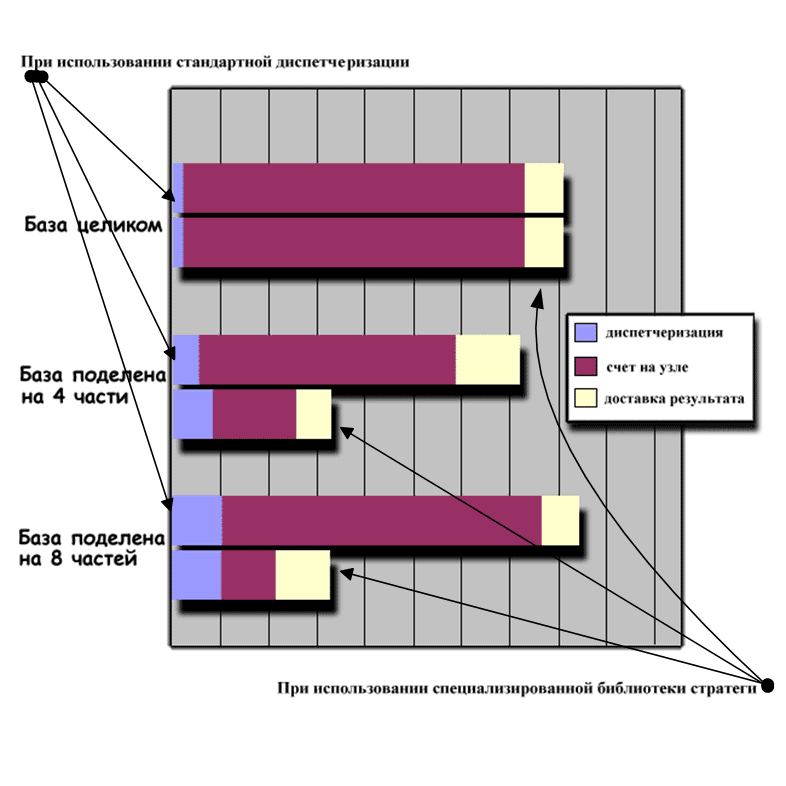 При использовании стандартной диспетчеризации
База целиком
диспетчеризация
счет на узле
доставка результата
База поделена
на 4 части
База поделена
на 8 частей
При использовании специализированной библиотеки стратеги